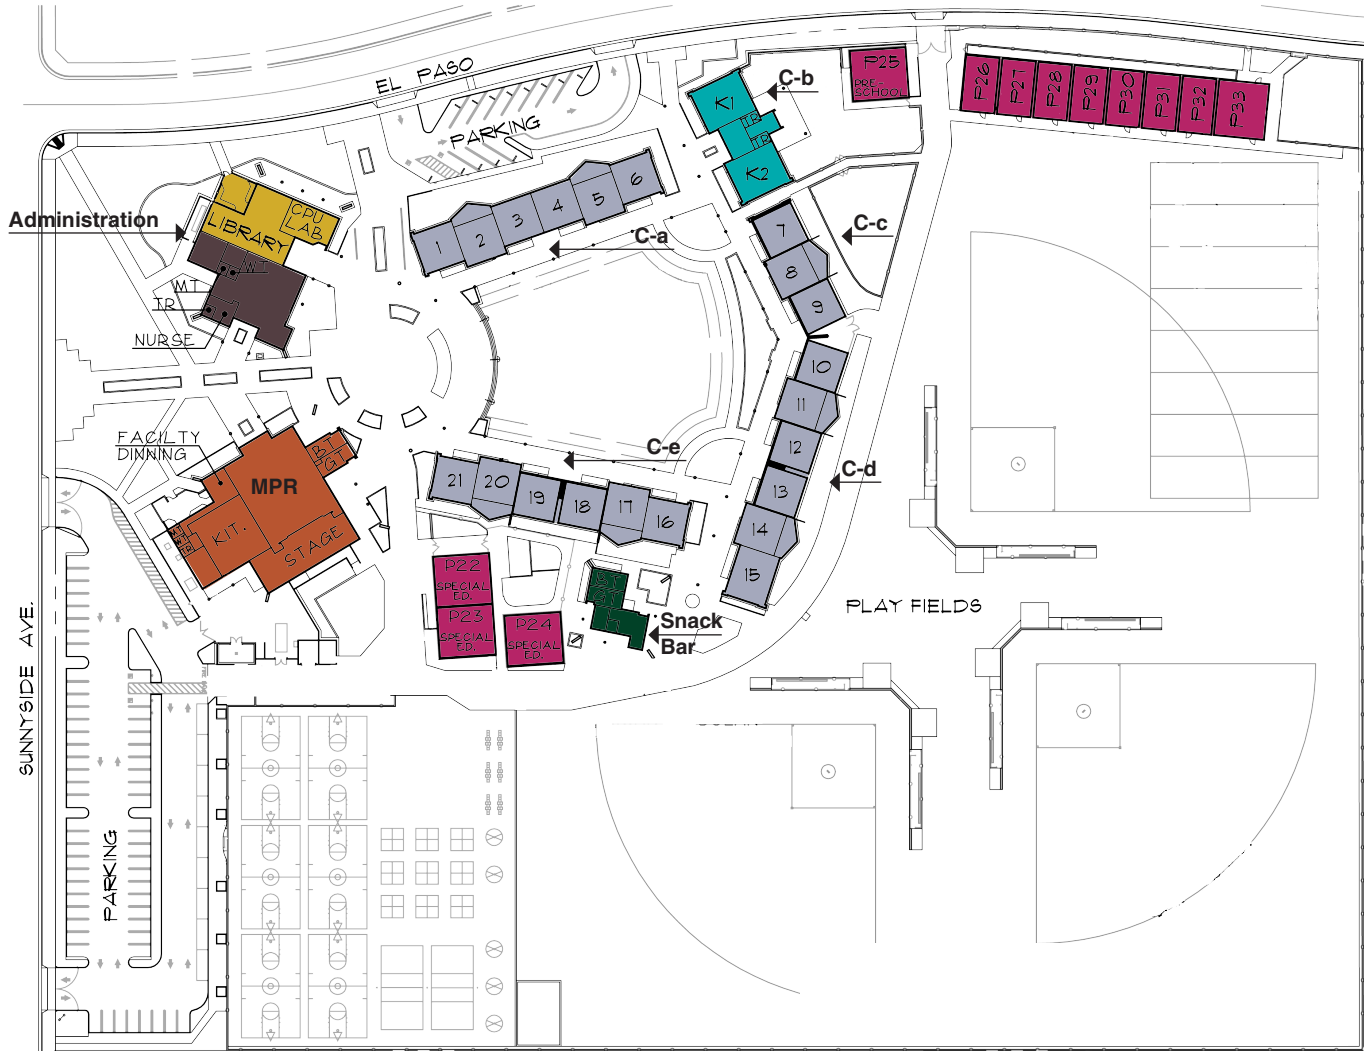 EL PASO
PARKING
K1
TR
TR
K2
C-b
P25
PRE-
SCHOOL
P26
P27
P28
P29
P30
P31
P32
P33
Administration
LIBRARY
CPU
LAB
MT
TR
NURSE
1
2
3
4
5
6
C-a
7
8
9
C-c
10
11
12
13
14
15
C-d
C-e
21
20
19
18
17
16
FACILTY
DINNING
MPR
BT
GT
KIT.
STAGE
MT
WT
TR
P22
SPECIAL
ED.
P23
SPECIAL
ED.
P24
SPECIAL
ED.
Snack
Bar
PLAY FIELDS
SUNNYSIDE AVE.
PARKING